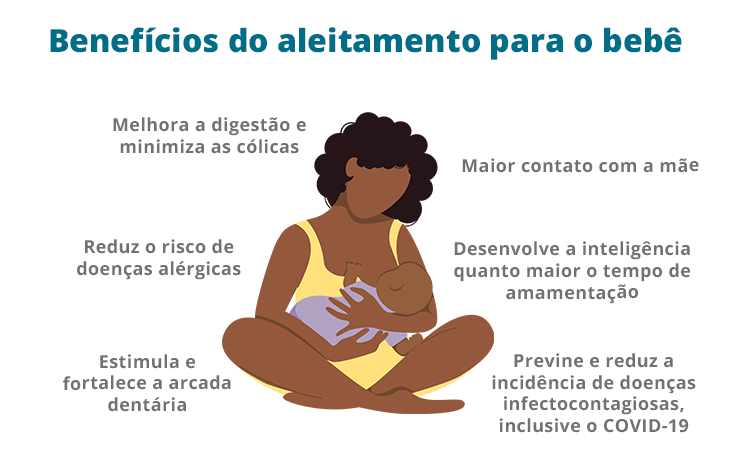 Benefícios do aleitamento para o bebê
Melhora a digestão e
minimiza as cólicas
Maior contato com a mãe
Reduz o risco de
doenças alérgicas
Desenvolve a inteligência
quanto maior o tempo de
amamentação
Estimula e
fortalece a arcada
dentária
Previne e reduz a
incidência de doenças
infectocontagiosas,
inclusive o COVID-19